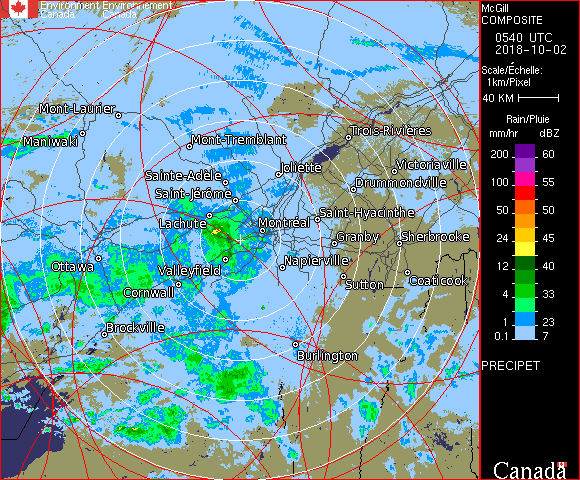 Environment Environnement
Canada Canada
McGill
COMPOSITE
0540 UTC
2018-10-02
Scale/Échelle:
1km/Pixel
40 KM
Rain/Pluie
mm/hr dBZ
200 60
100 55
50 50
24 45
12 40
4 33
1 23
0.1 7
PRECIPET
Canada
Mont-Laurier
Maniwaki
Mont-Tremblant
Trois-Rivières
Joliette
Victoriaville
Sainte-Adèle
Drummondville
Saint-Jérôme
Saint-Hyacinthe
Lachute
Montréal
Granby
Sherbrooke
Ottawa
Valleyfield
Napierville
Cornwall
Sutton
Coaticook
Brockville
Burlington